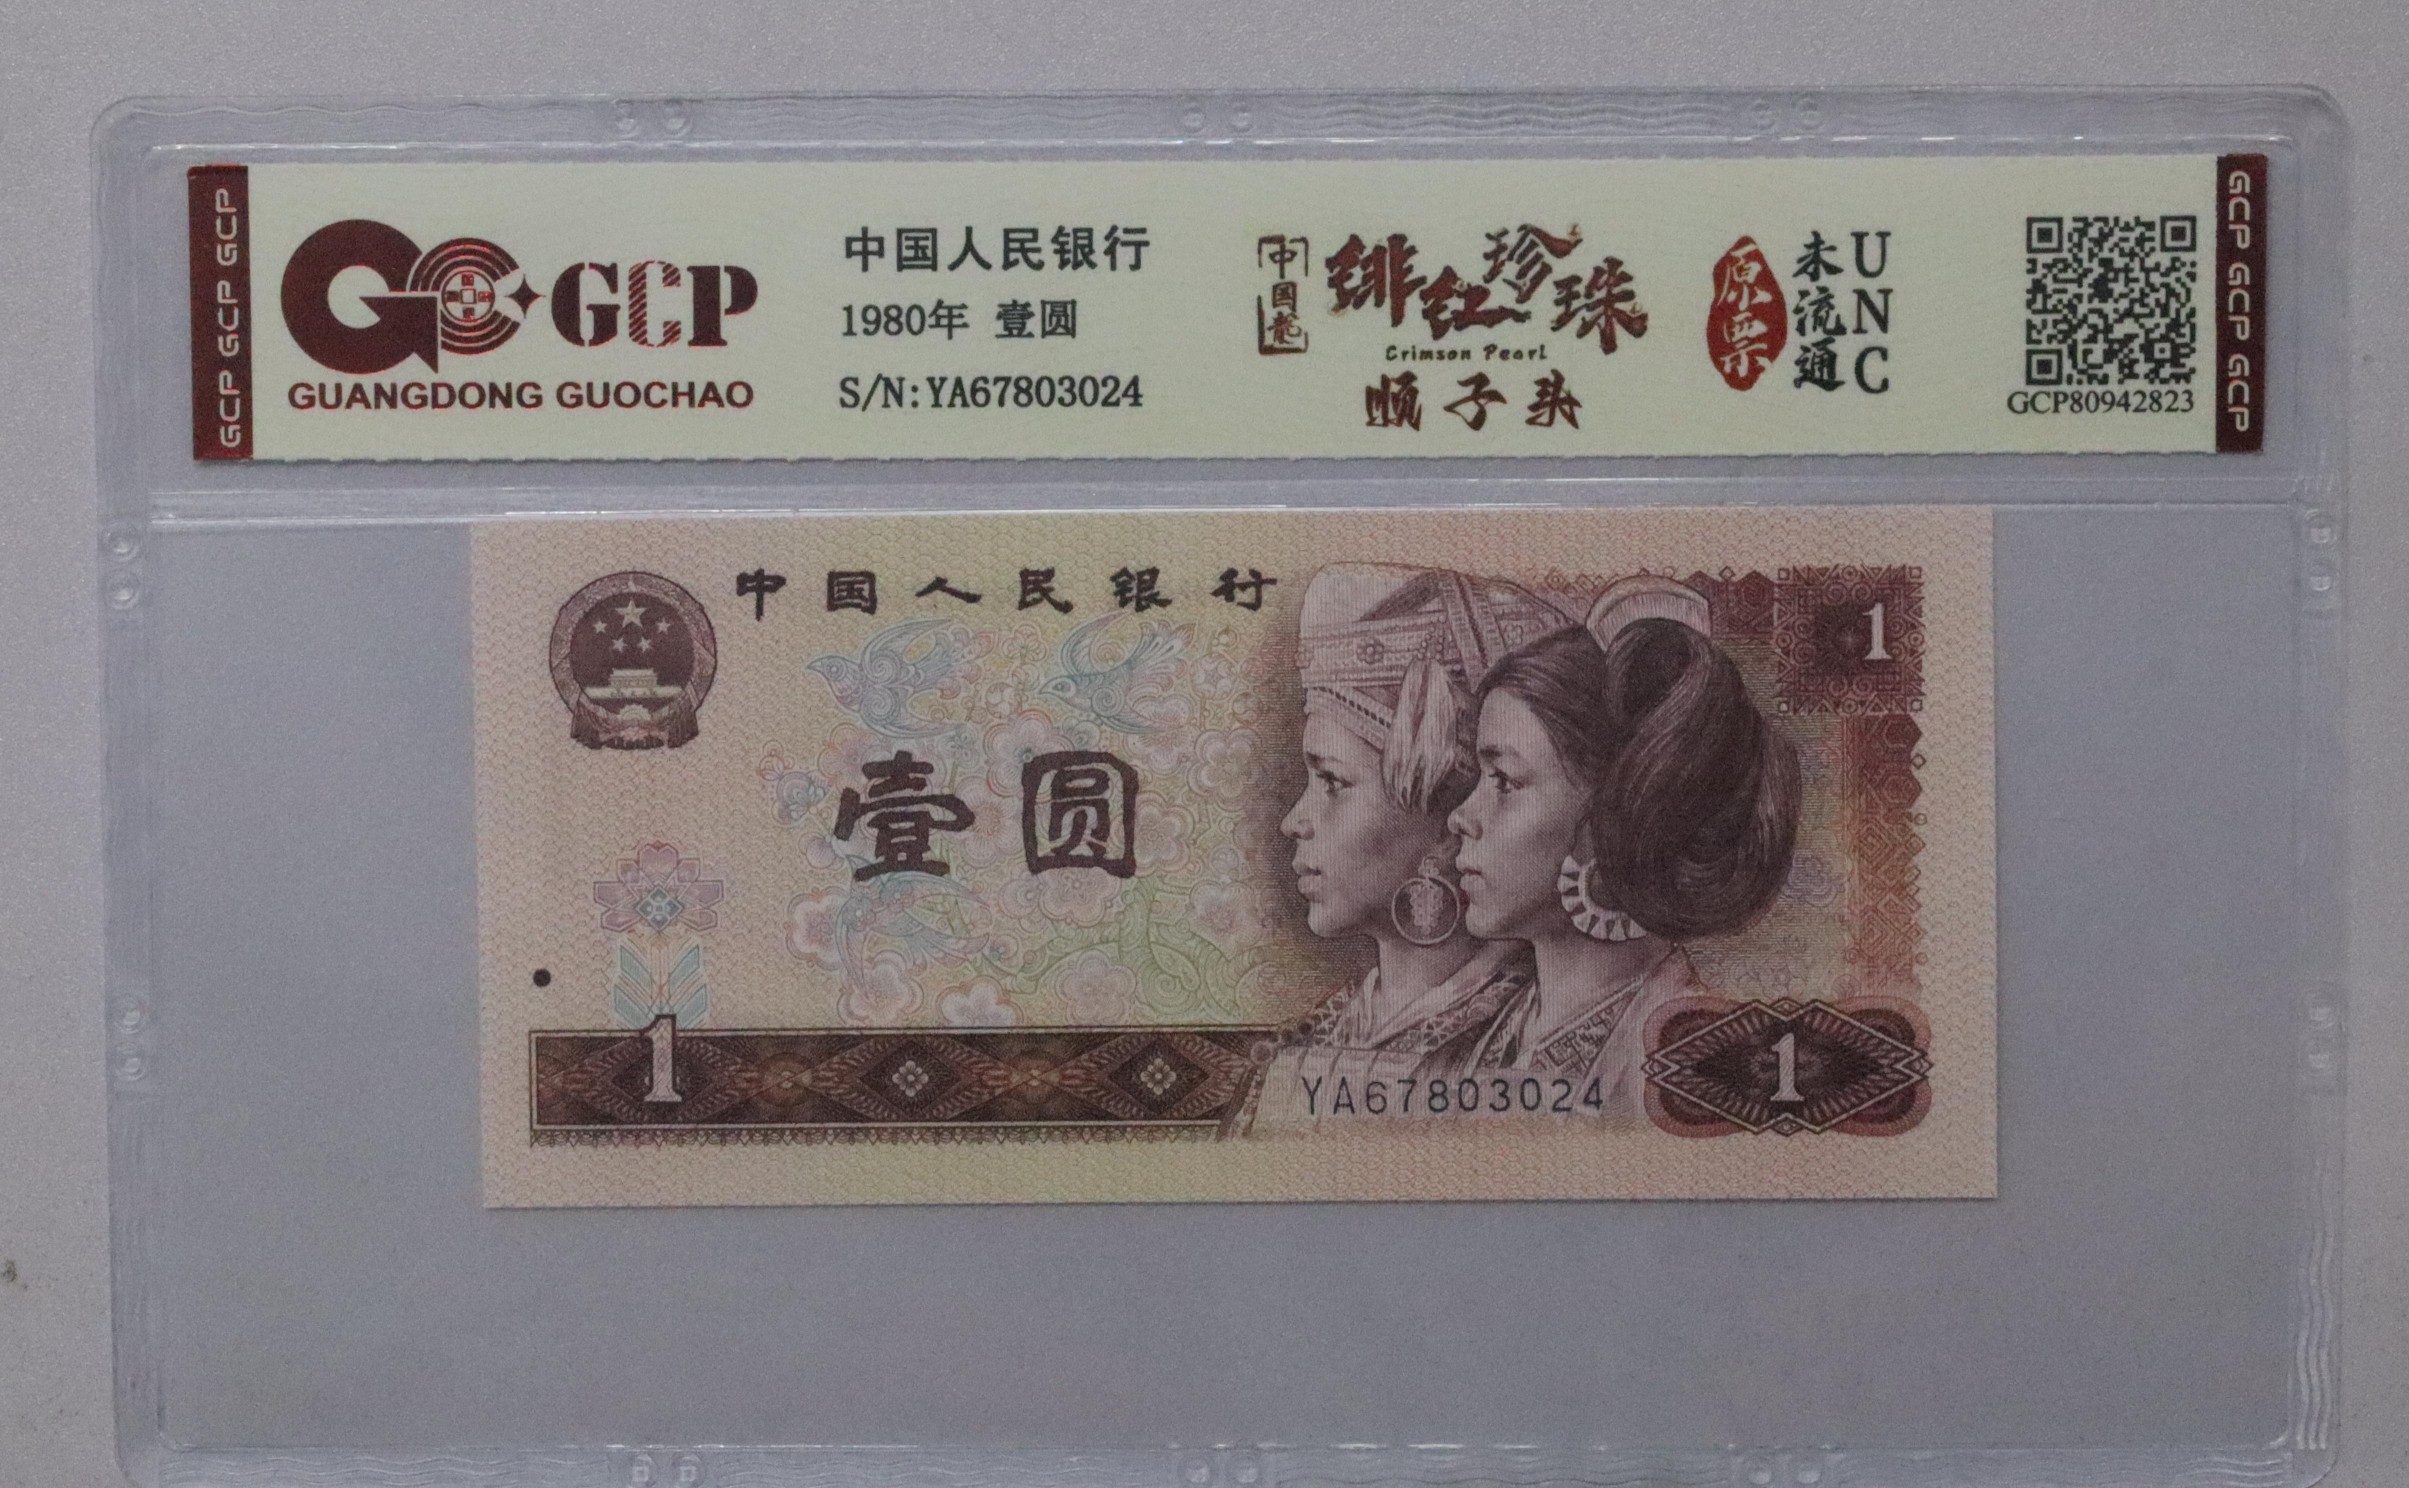 GCP GCP GCP
GCP
GUANGDONG GUOCHAO
中国人民银行
1980年 壹圆
S/N:YA67803024
中国龙
绯红珍珠
Crimson Pearl
顺子头
原票
未流通
UNC
GCP80942823
GCP GCP GCP
中国人民银行
壹圆
1
1
1
YA67803024